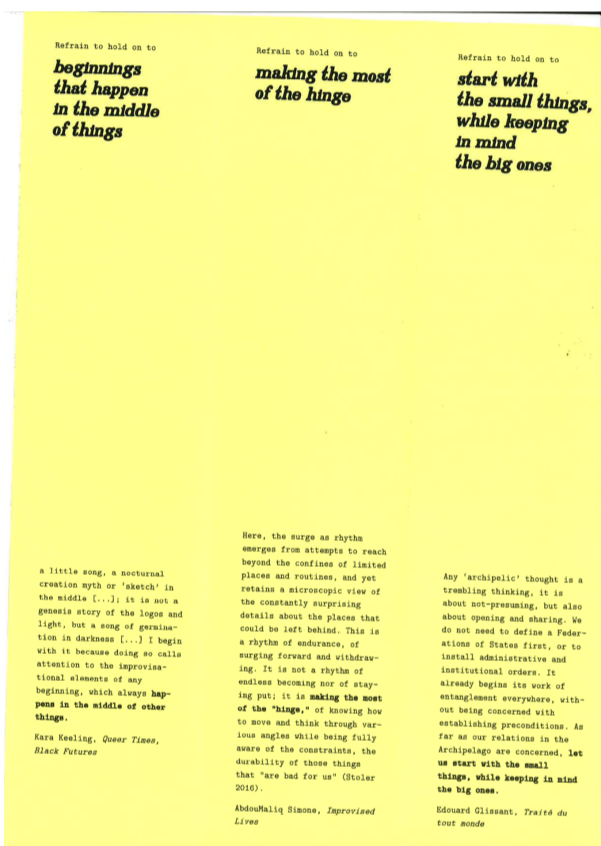 Refrain to hold on to
beginnings
that happen
in the middle
of things
a little song, a nocturnal
creation myth or 'sketch' in
the middle [...]; it is not a
genesis story of the logos and
light, but a song of germina-
tion in darkness [...] I begin
with it because doing so calls
attention to the improvisa-
tional elements of any
beginning, which always hap-
pens in the middle of other
things.
Kara Keeling, Queer Times,
Black Futures
Refrain to hold on to
making the most
of the hinge
Here, the surge as rhythm
emerges from attempts to reach
beyond the confines of limited
places and routines, and yet
retains a microscopic view of
the constantly surprising
details about the places that
could be left behind. This is
a rhythm of endurance, of
surging forward and withdraw-
ing. It is not a rhythm of
endless becoming nor of stay-
ing put; it is making the most
of the "hinge," of knowing how
to move and think through var-
ious angles while being fully
aware of the constraints, the
durability of those things
that "are bad for us" (Stoler
2016).
AbdouMaliq Simone, Improvised
Lives
Refrain to hold on to
start with
the small things,
while keeping
in mind
the big ones
Any 'archipelic' thought is a
trembling thinking, it is
about not-presuming, but also
about opening and sharing. We
do not need to define a Feder-
ations of States first, or to
install administrative and
institutional orders. It
already begins its work of
entanglement everywhere, with-
out being concerned with
establishing preconditions. As
far as our relations in the
Archipelago are concerned, let
us start with the small
things, while keeping in mind
the big ones.
Edouard Glissant, Traité du
tout monde